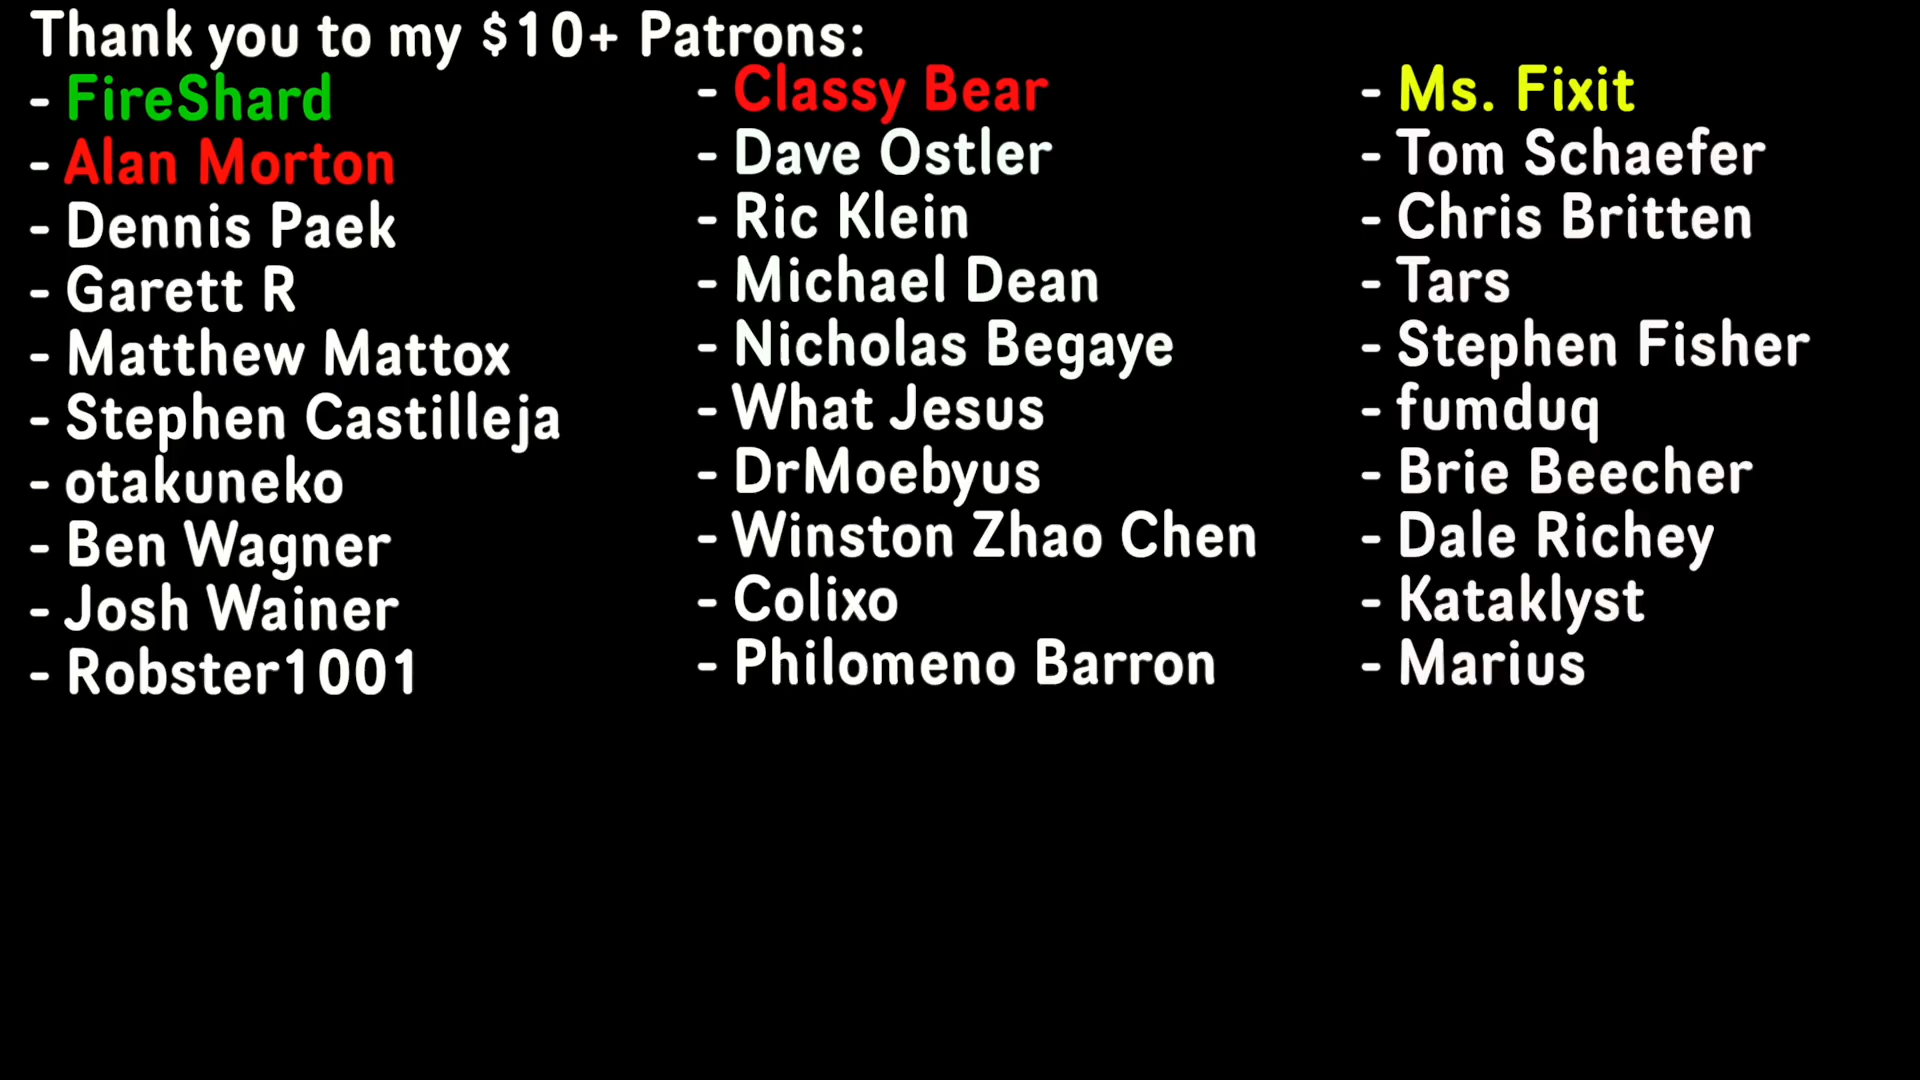 Thank you to my $10+ Patrons:
- FireShard
- Alan Morton
- Dennis Paek
- Garett R
- Matthew Mattox
- Stephen Castilleja
- otakuneko
- Ben Wagner
- Josh Wainer
- Robster1001
- Classy Bear
- Dave Ostler
- Ric Klein
- Michael Dean
- Nicholas Begaye
- What Jesus
- DrMoebyus
- Winston Zhao Chen
- Colixo
- Philomeno Barron
- Ms. Fixit
- Tom Schaefer
- Chris Britten
- Tars
- Stephen Fisher
- fumduq
- Brie Beecher
- Dale Richey
- Kataklyst
- Marius